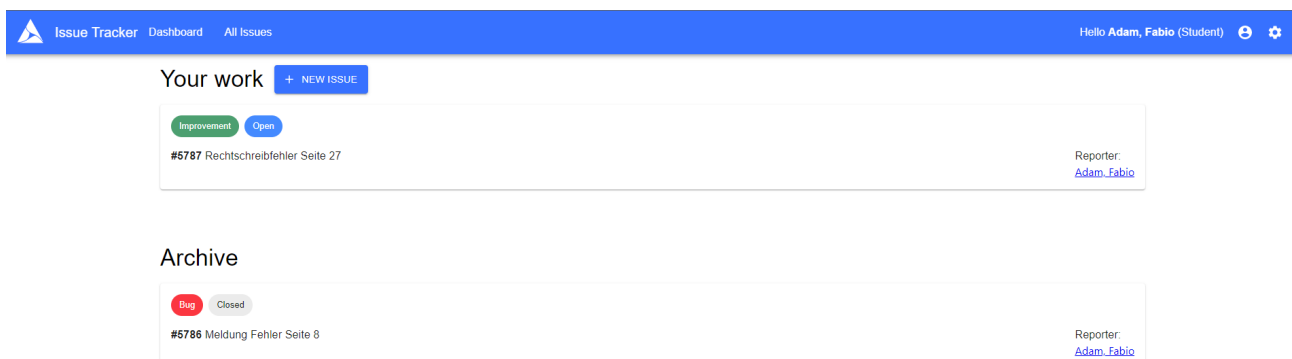 Issue Tracker Dashboard All Issues Hello Adam, Fabio (Student)
Your work + NEW ISSUE
Improvement Open
#5787 Rechtschreibfehler Seite 27 Reporter:
Adam, Fabio
Archive
Bug Closed
#5786 Meldung Fehler Seite 8 Reporter:
Adam, Fabio